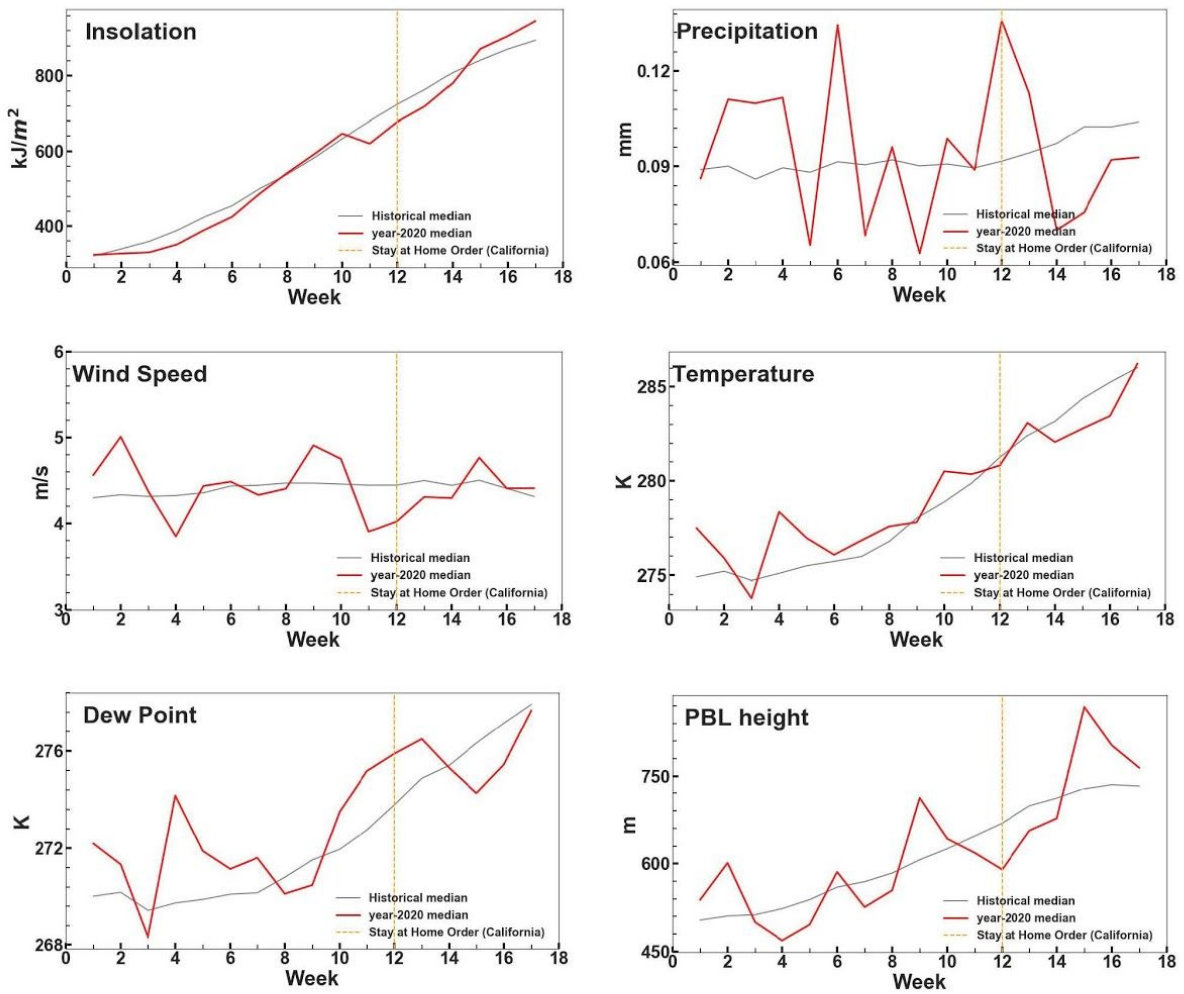 Insolation
800
600
400
kJ/m²
0 2 4 6 8 10 12 14 16 18
Week
Historical median
year-2020 median
Stay at Home Order (California)
Precipitation
0.12
0.09
0.06
mm
0 2 4 6 8 10 12 14 16 18
Week
Historical median
year-2020 median
Stay at Home Order (California)
Wind Speed
6
5
4
3
m/s
0 2 4 6 8 10 12 14 16 18
Week
Historical median
year-2020 median
Stay at Home Order (California)
Temperature
285
280
275
K
0 2 4 6 8 10 12 14 16 18
Week
Historical median
year-2020 median
Stay at Home Order (California)
Dew Point
276
272
268
K
0 2 4 6 8 10 12 14 16 18
Week
Historical median
year-2020 median
Stay at Home Order (California)
PBL height
750
600
450
m
0 2 4 6 8 10 12 14 16 18
Week
Historical median
year-2020 median
Stay at Home Order (California)